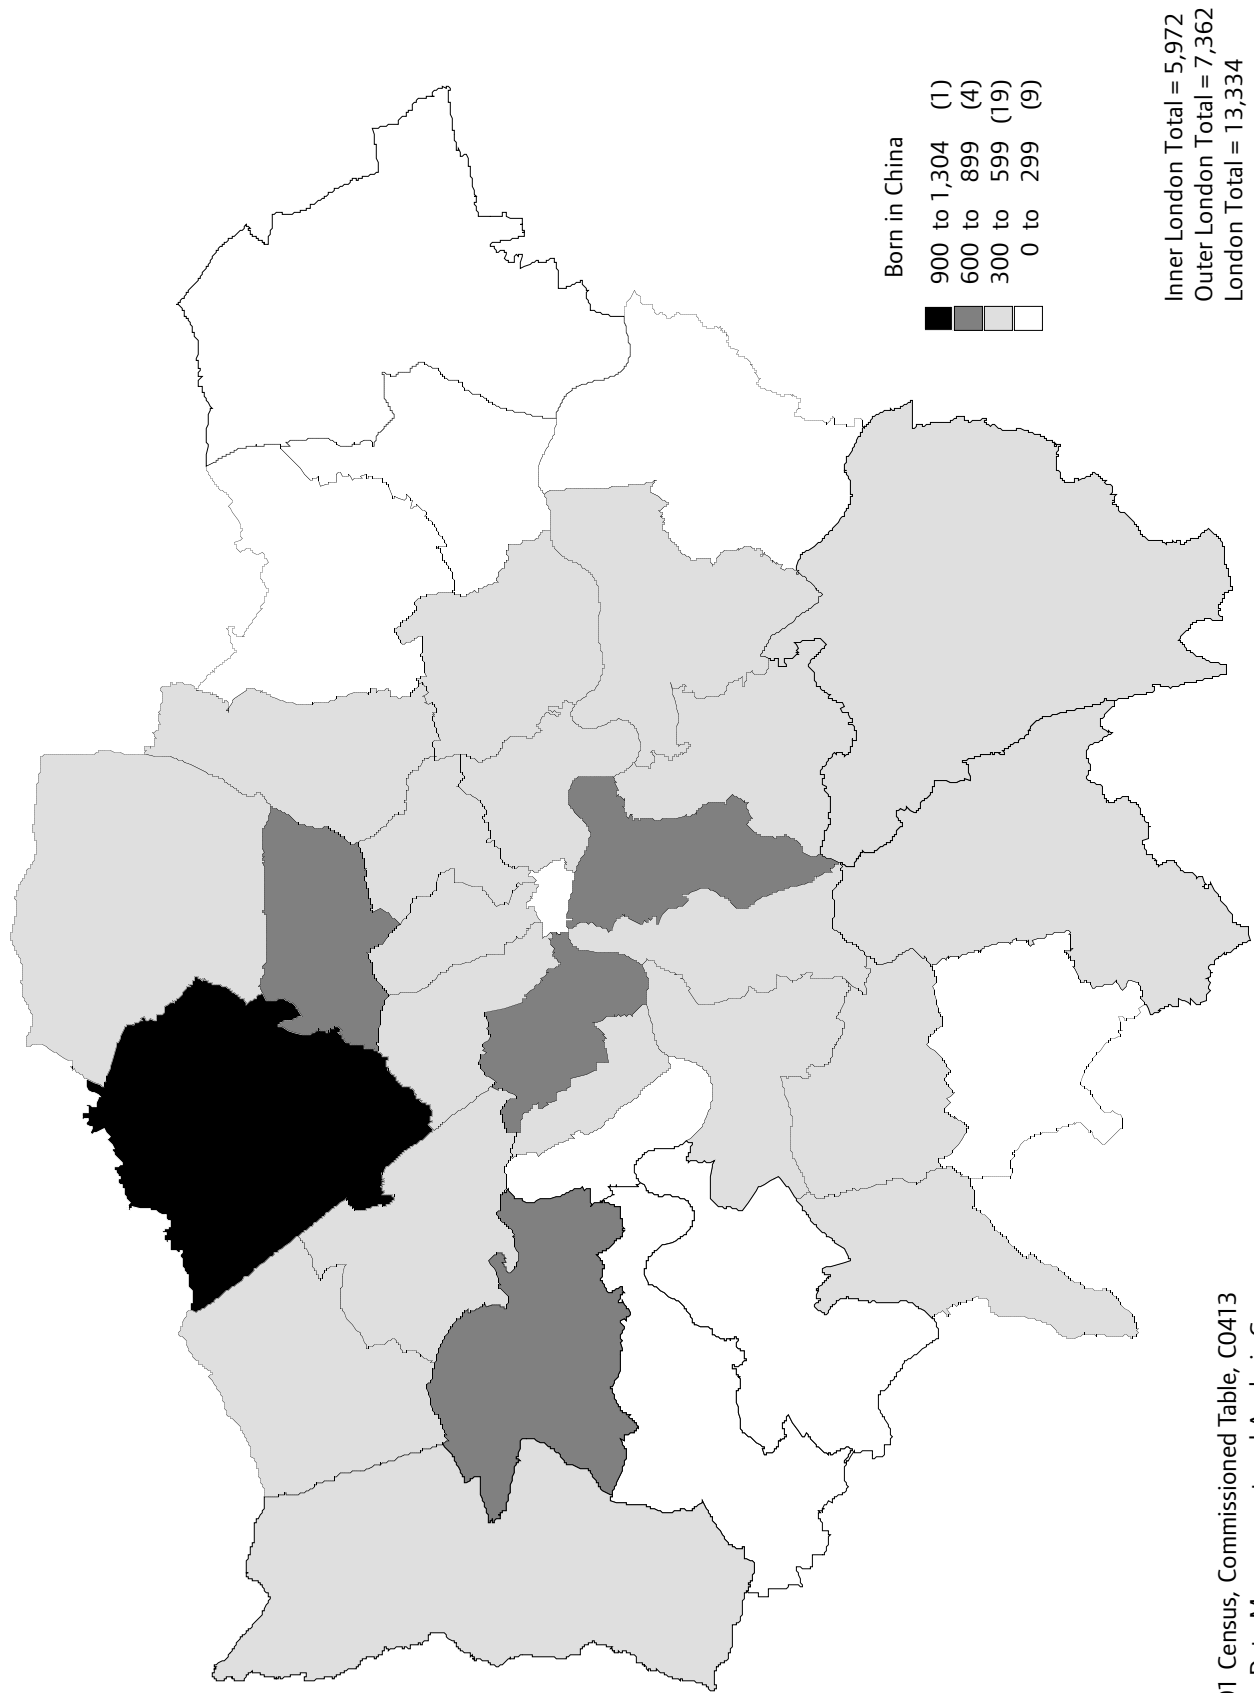 Born in China
900 to 1,304 (1)
600 to 899 (4)
300 to 599 (19)
0 to 299 (9)
Inner London Total = 5,972
Outer London Total = 7,362
London Total = 13,334
Census, Commissioned Table, C0413